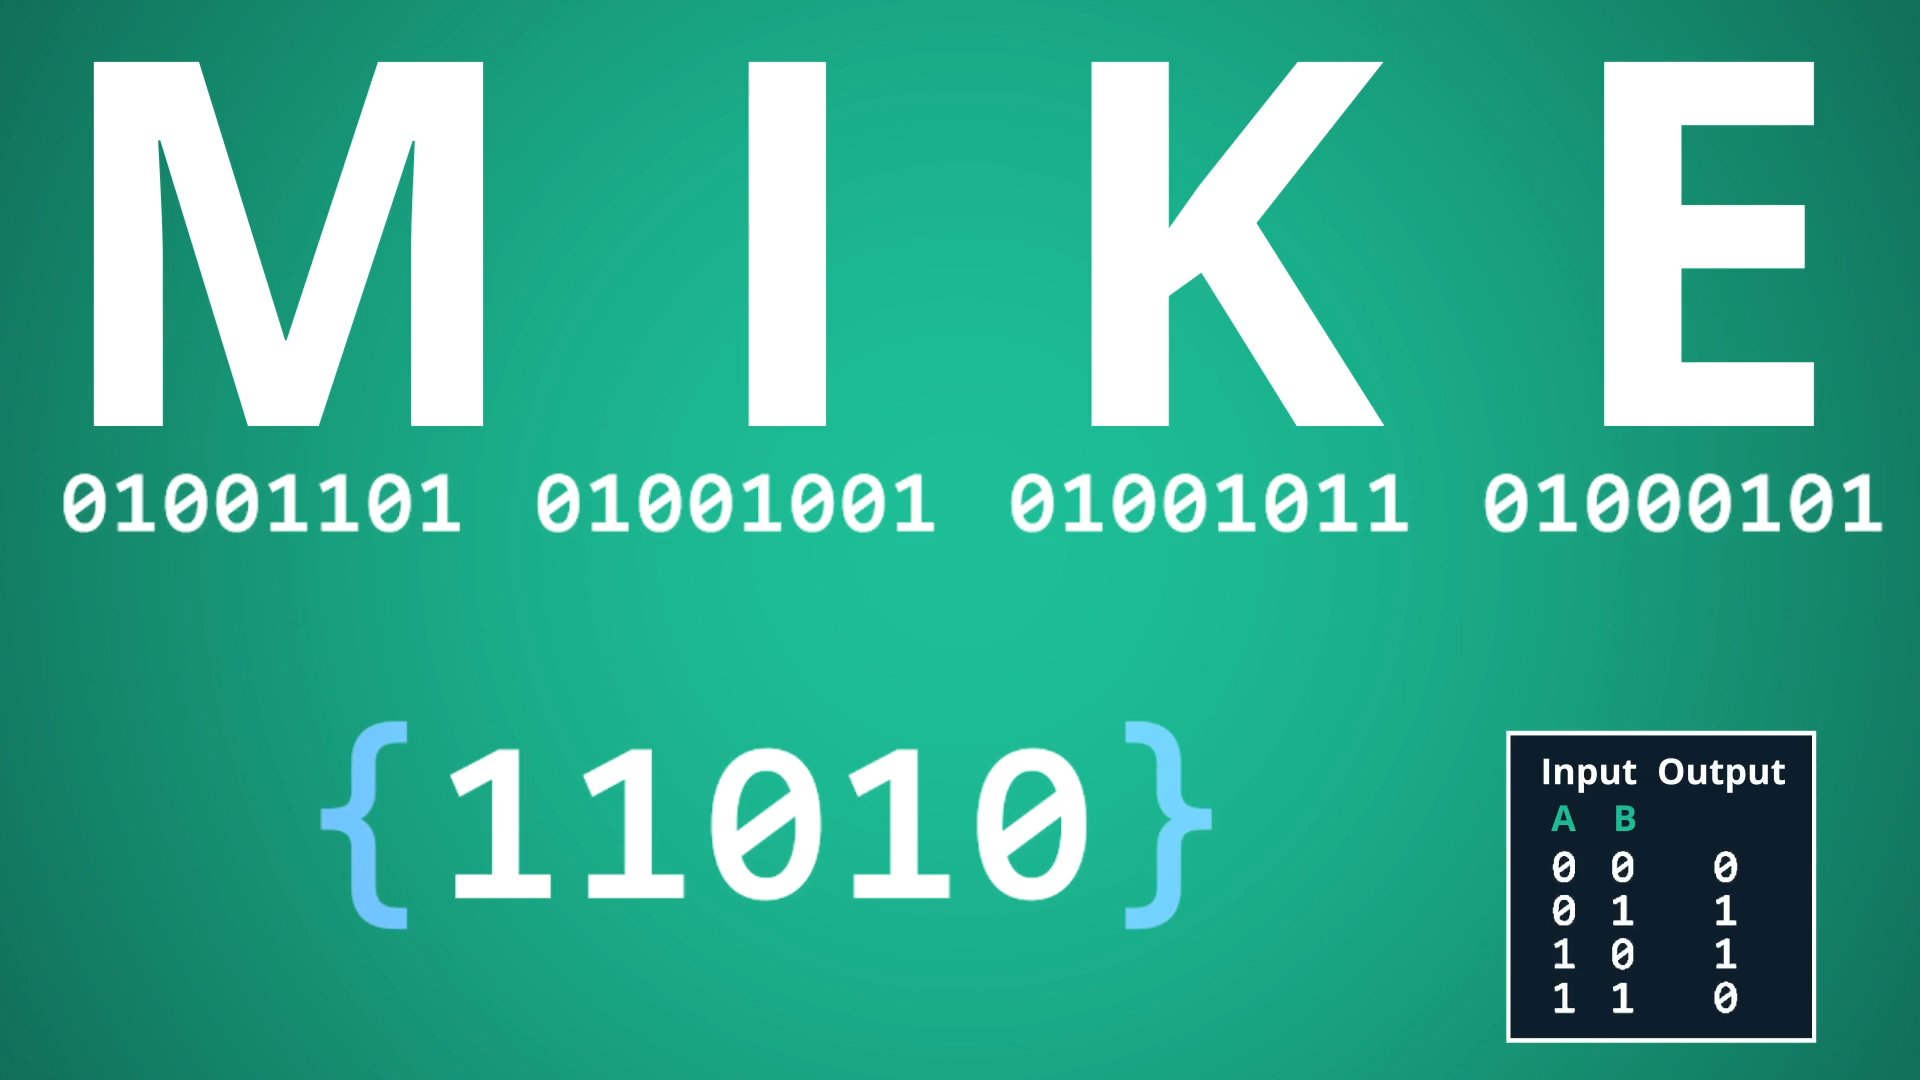 M I K E
01001101 01001001 01001011 01000101
{11010}
Input Output
A B
0 0 0
0 1 1
1 0 1
1 1 0